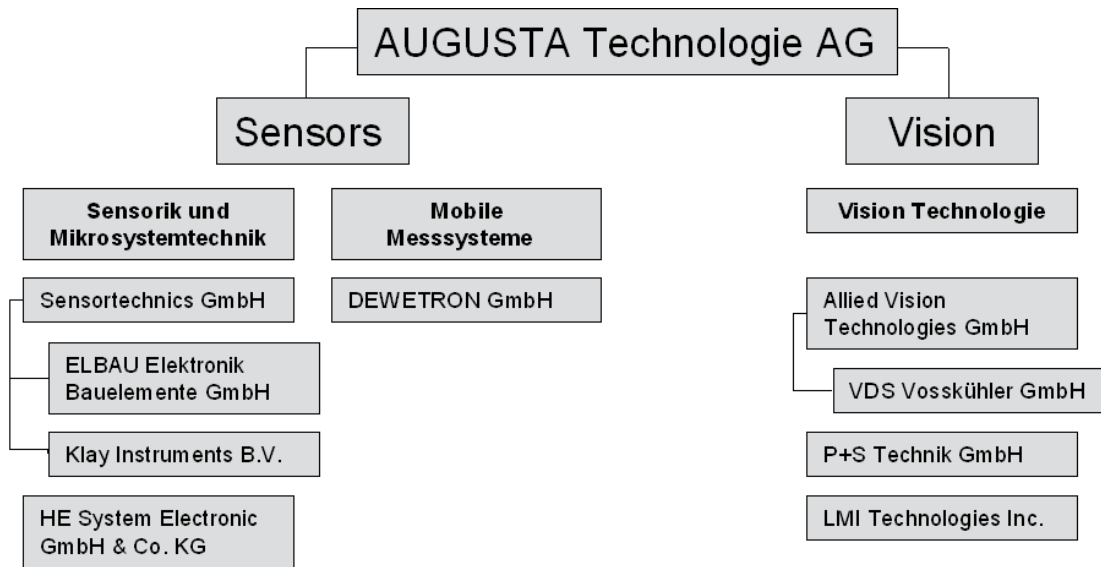 AUGUSTA Technologie AG
Sensors
Vision
Sensorik und
Mikrosystemtechnik
Mobile
Messsysteme
Vision Technologie
Sensortechnics GmbH
DEWETRON GmbH
Allied Vision
Technologies GmbH
ELBAU Elektronik
Bauelemente GmbH
VDS Vosskühler GmbH
Klay Instruments B.V.
P+S Technik GmbH
HE System Electronic
GmbH & Co. KG
LMI Technologies Inc.